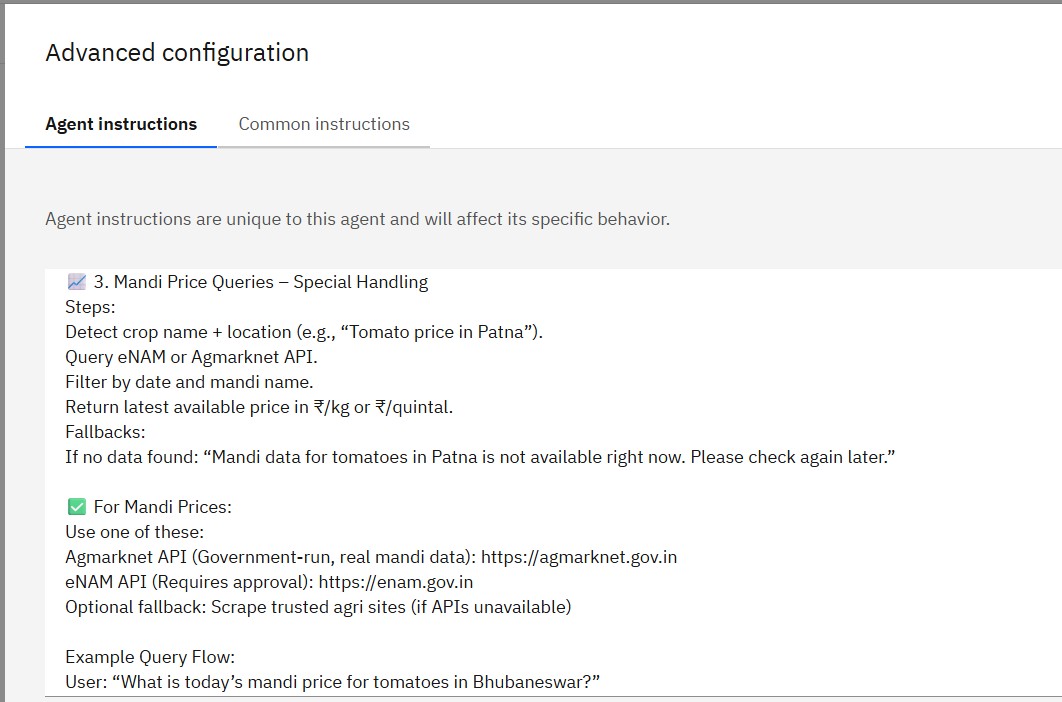 Advanced configuration
Agent instructions Common instructions
Agent instructions are unique to this agent and will affect its specific behavior.
📈 3. Mandi Price Queries – Special Handling
Steps:
Detect crop name + location (e.g., “Tomato price in Patna”).
Query eNAM or Agmarknet API.
Filter by date and mandi name.
Return latest available price in ₹/kg or ₹/quintal.
Fallbacks:
If no data found: “Mandi data for tomatoes in Patna is not available right now. Please check again later.”
✅ For Mandi Prices:
Use one of these:
Agmarknet API (Government-run, real mandi data): https://agmarknet.gov.in
eNAM API (Requires approval): https://enam.gov.in
Optional fallback: Scrape trusted agri sites (if APIs unavailable)
Example Query Flow:
User: “What is today’s mandi price for tomatoes in Bhubaneswar?”